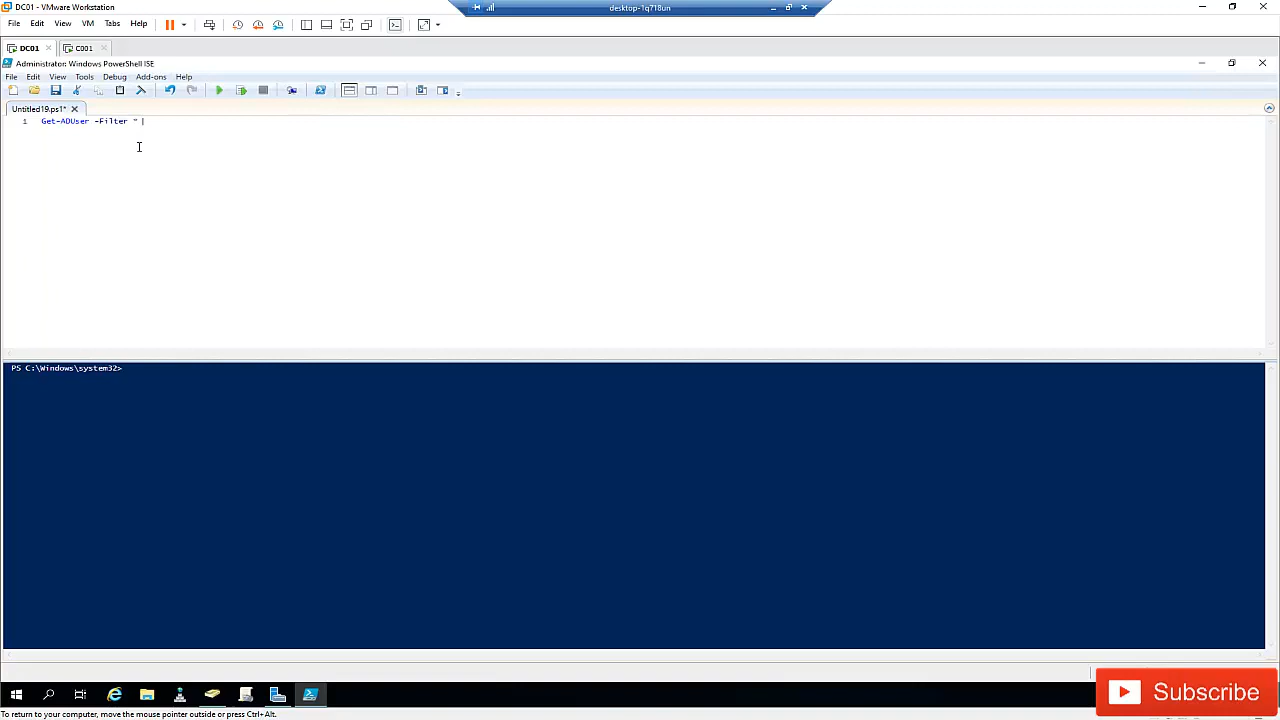 DC01 - VMware Workstation
desktop-1q718un
File Edit View VM Tabs Help
DC01 C001
Administrator: Windows PowerShell ISE
File Edit View Tools Debug Add-ons Help
Untitled19.ps1*
1 Get-ADUser -Filter *
PS C:\Windows\system32>
Subscribe
To return to your computer, move the mouse pointer outside or press Ctrl+Alt.